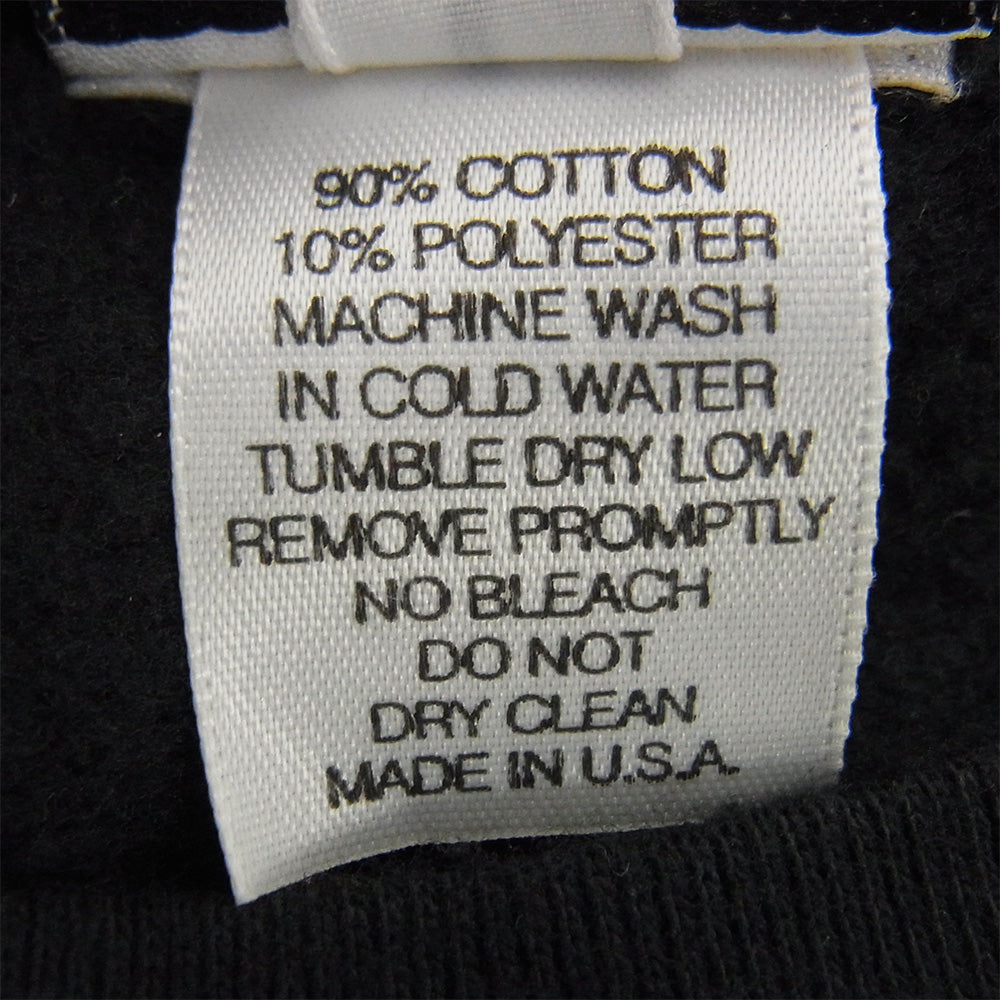 90% COTTON
10% POLYESTER
MACHINE WASH
IN COLD WATER
TUMBLE DRY LOW
REMOVE PROMPTLY
NO BLEACH
DO NOT
DRY CLEAN
MADE IN U.S.A.